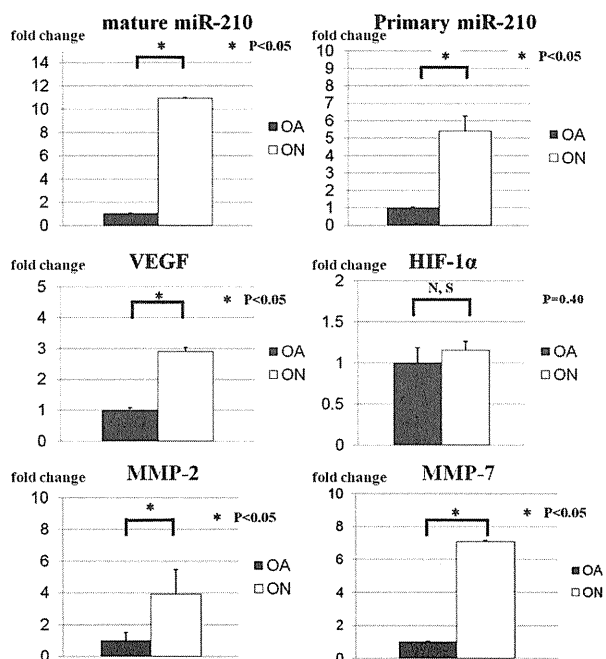 mature miR-210
fold change
* * P<0.05
14
12
10
8
6
4
2
0
OA
ON
Primary miR-210
fold change
* * P<0.05
10
9
8
7
6
5
4
3
2
1
0
OA
ON
VEGF
fold change
* * P<0.05
5
4
3
2
1
0
OA
ON
HIF-1α
fold change
N, S
P=0.40
2
1.5
1
0.5
0
OA
ON
MMP-2
fold change
* * P<0.05
10
8
6
4
2
0
OA
ON
MMP-7
fold change
* * P<0.05
10
8
6
4
2
0
OA
ON